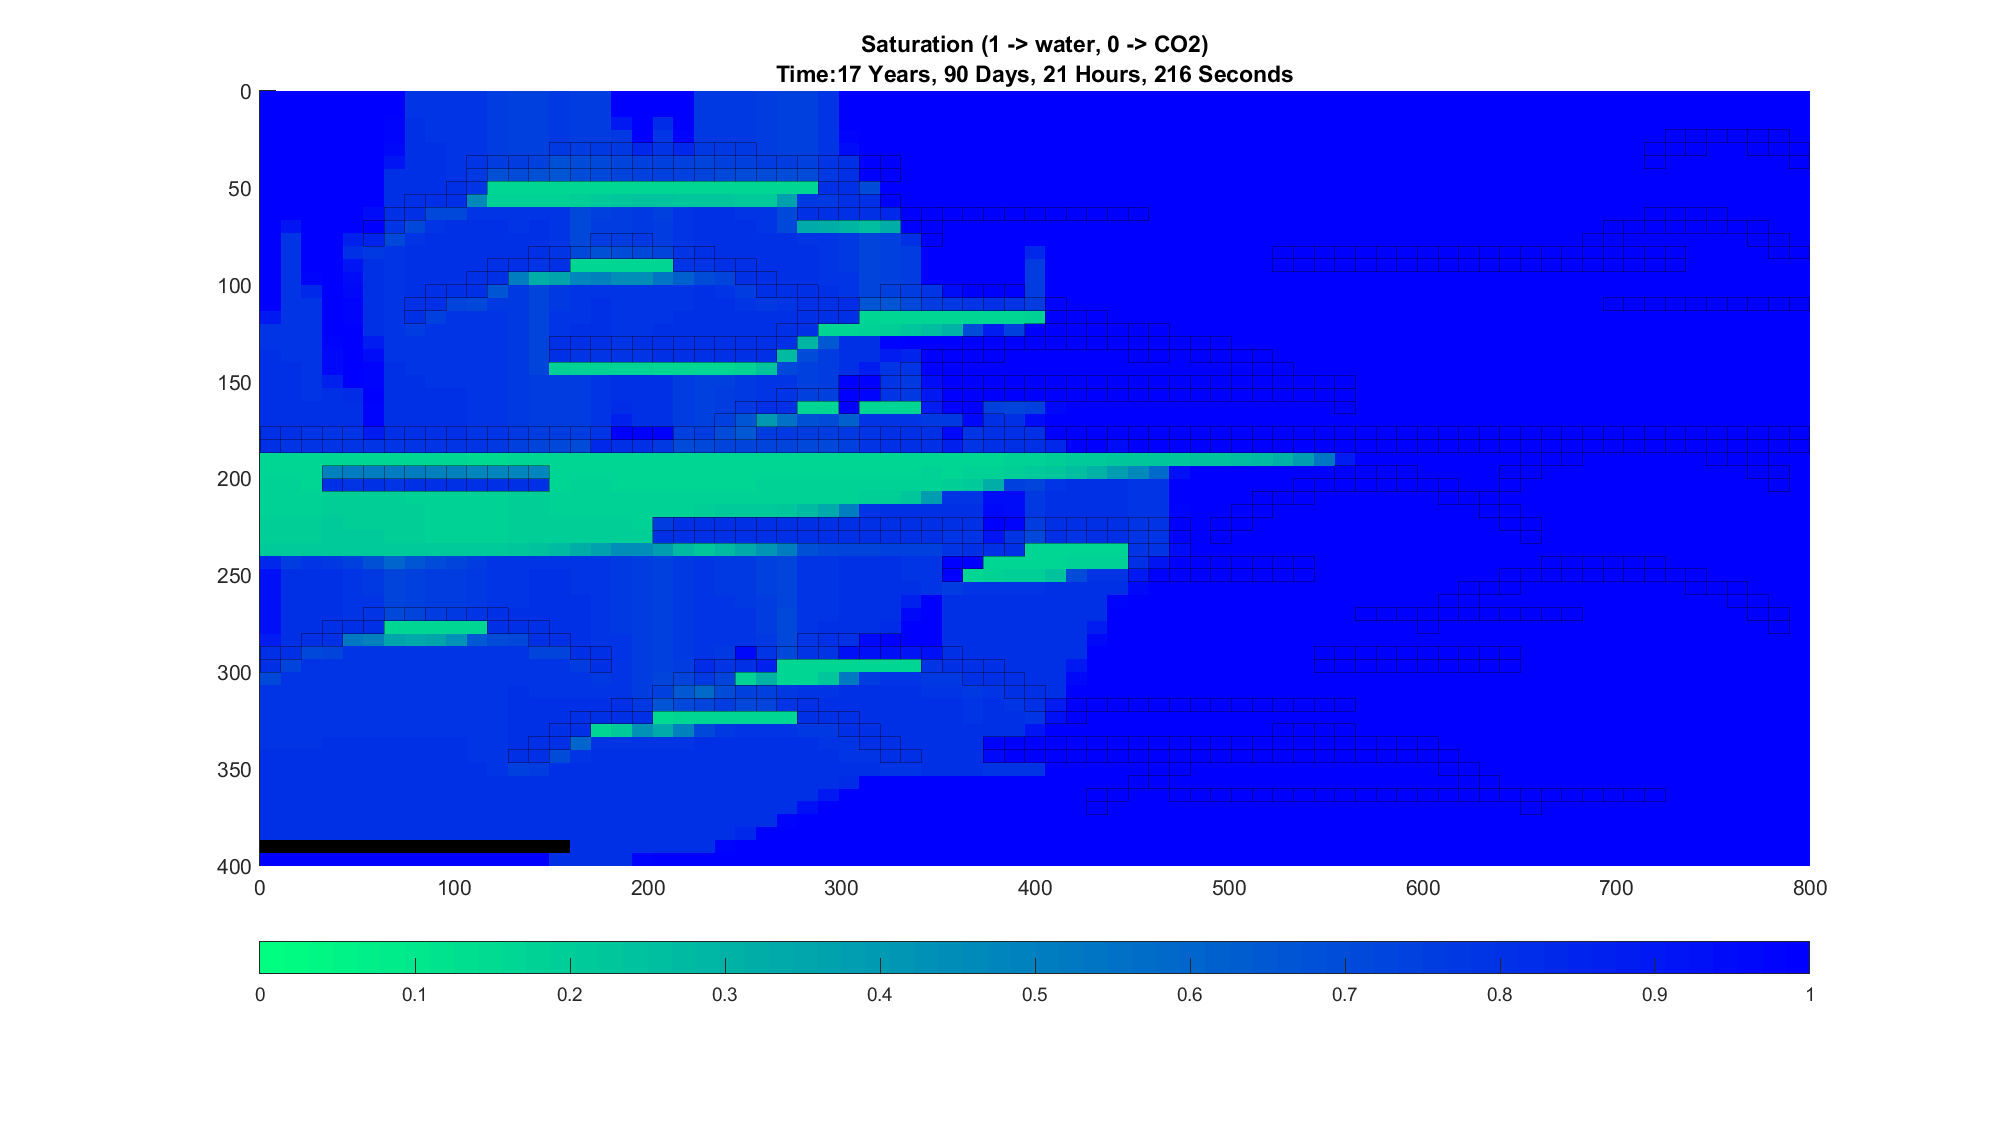 Saturation (1 -> water, 0 -> CO2)
Time:17 Years, 90 Days, 21 Hours, 216 Seconds
0
50
100
150
200
250
300
350
400
0 100 200 300 400 500 600 700 800
0 0.1 0.2 0.3 0.4 0.5 0.6 0.7 0.8 0.9 1